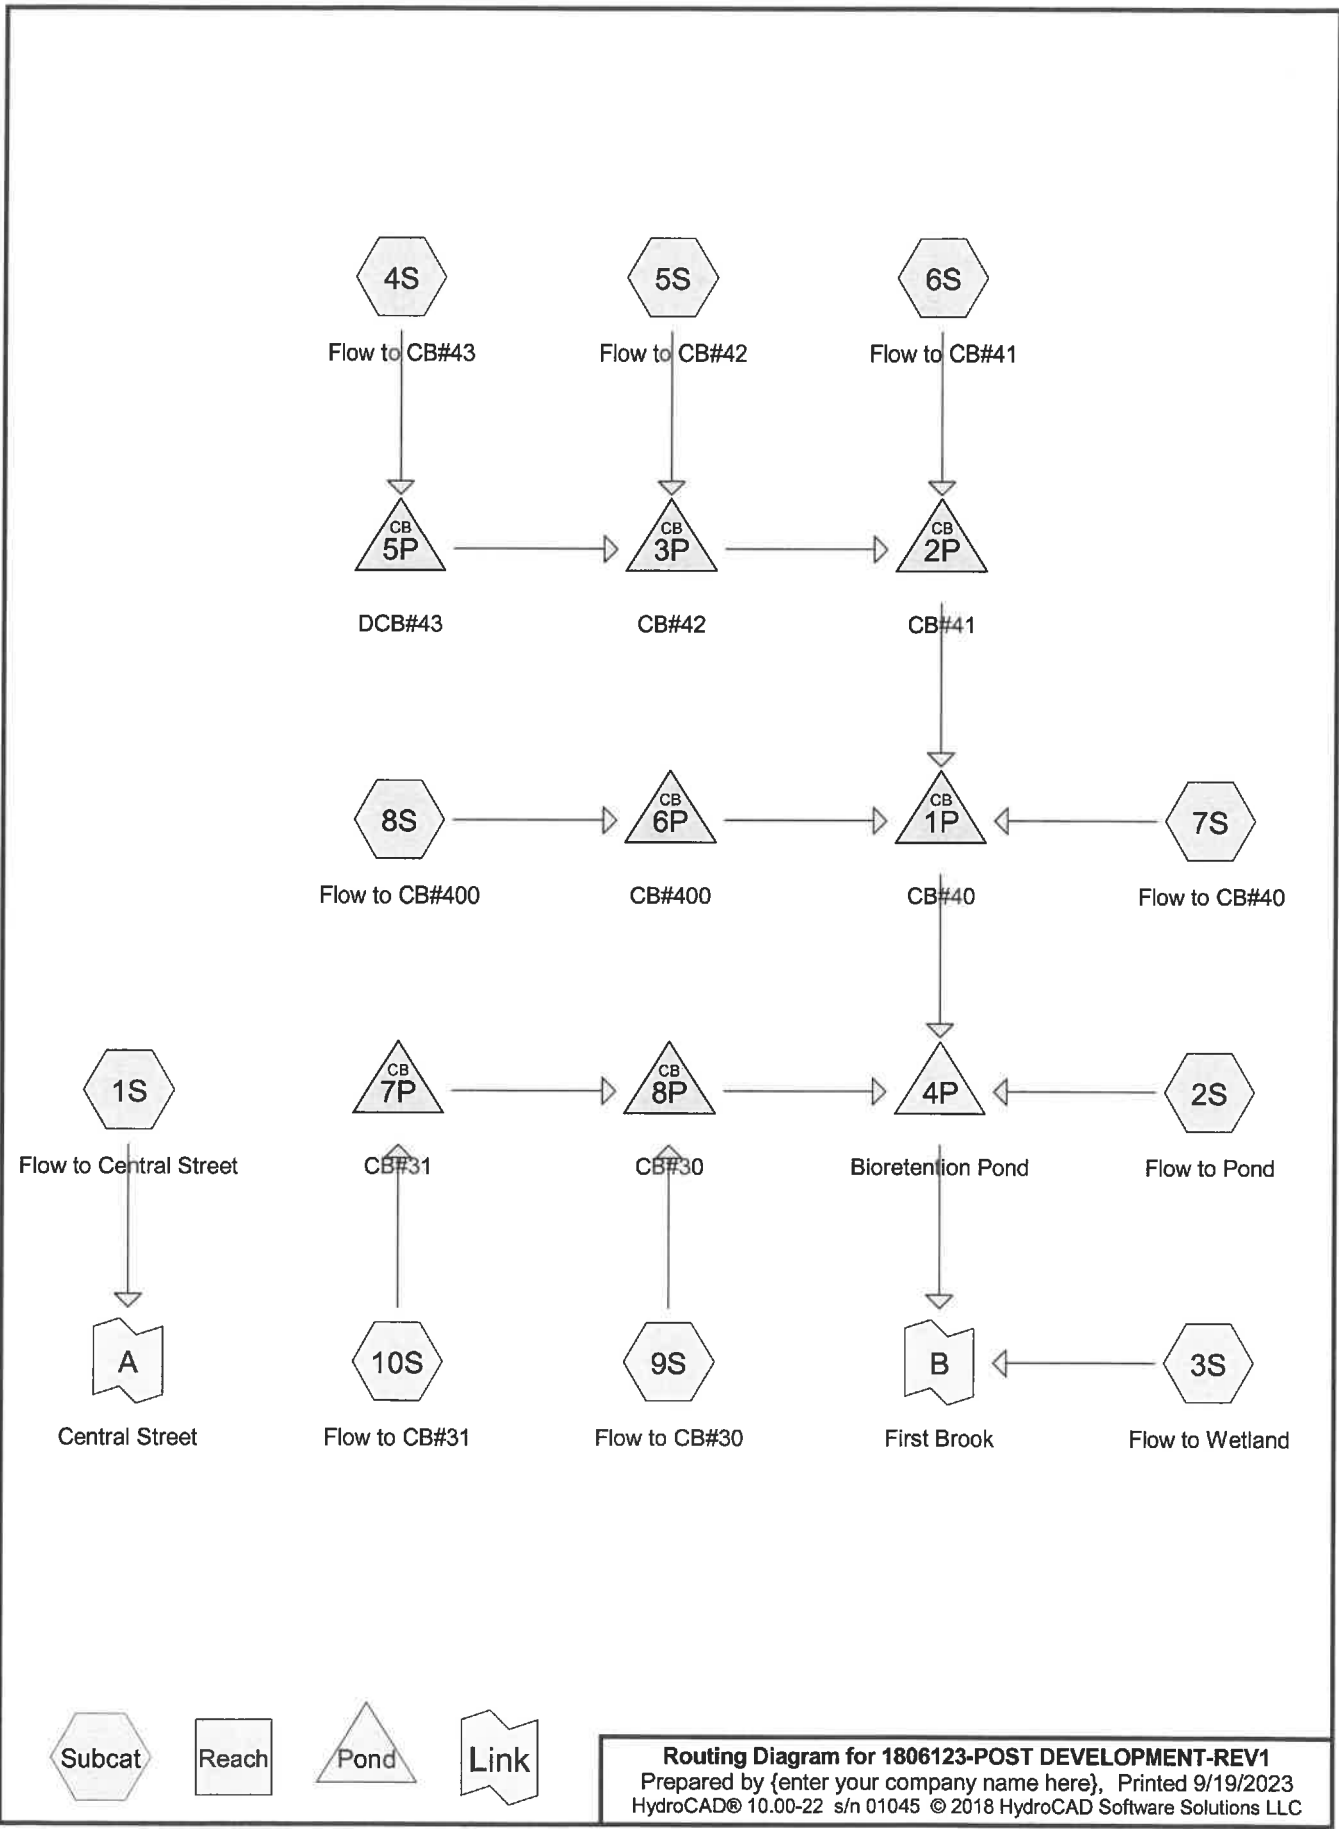 4S
5S
6S
Flow to CB#43
Flow to CB#42
Flow to CB#41
CB
5P
CB
3P
CB
2P
DCB#43
CB#42
CB#41
8S
CB
6P
CB
1P
7S
Flow to CB#400
CB#400
CB#40
Flow to CB#40
1S
CB
7P
CB
8P
4P
2S
Flow to Central Street
CB#31
CB#30
Bioretention Pond
Flow to Pond
A
10S
9S
B
3S
Central Street
Flow to CB#31
Flow to CB#30
First Brook
Flow to Wetland
Subcat
Reach
Pond
Link
Routing Diagram for 1806123-POST DEVELOPMENT-REV1
Prepared by {enter your company name here}, Printed 9/19/2023
HydroCAD® 10.00-22 s/n 01045 © 2018 HydroCAD Software Solutions LLC